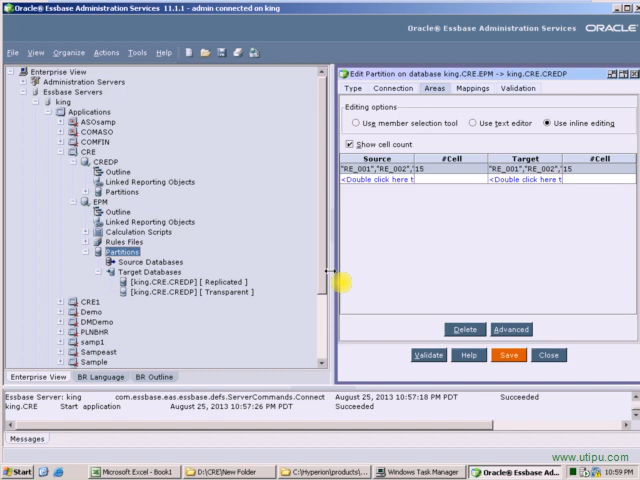 Oracle® Essbase Administration Services 11.1.1 - admin connected on king
Oracle® Essbase Administration Services ORACLE
File View Organize Actions Tools Help
Enterprise View
Administration Servers
Essbase Servers
king
Applications
ASOsamp
COMASO
COMFIN
CRE
CREDP
Outline
Linked Reporting Objects
Partitions
EPM
Outline
Linked Reporting Objects
Calculation Scripts
Rules Files
Partitions
Source Databases
Target Databases
[king.CRE.CREDP] [ Replicated ]
[king.CRE.CREDP] [ Transparent ]
CRE1
Demo
DMDemo
PLNBHR
samp1
Sampeast
Sample
Enterprise View BR Language BR Outline
Edit Partition on database king.CRE.EPM -> king.CRE.CREDP
Type Connection Areas Mappings Validation
Editing options
Use member selection tool Use text editor Use inline editing
Show cell count
Source #Cell Target #Cell
"RE_001","RE_002", 15 "RE_001","RE_002", 15
<Double click here t <Double click here t
Delete Advanced
Validate Help Save Close
Essbase Server: king com.essbase.eas.essbase.defs.ServerCommands.Connect August 25, 2013 10:57:18 PM PDT Succeeded
king.CRE Start application August 25, 2013 10:57:26 PM PDT Succeeded
Messages
www.utipu.com
Start Microsoft Excel - Book1 D:\CRE\New Folder C:\Hyperion\products\... Windows Task Manager Oracle® Essbase Ad... 10:59 PM